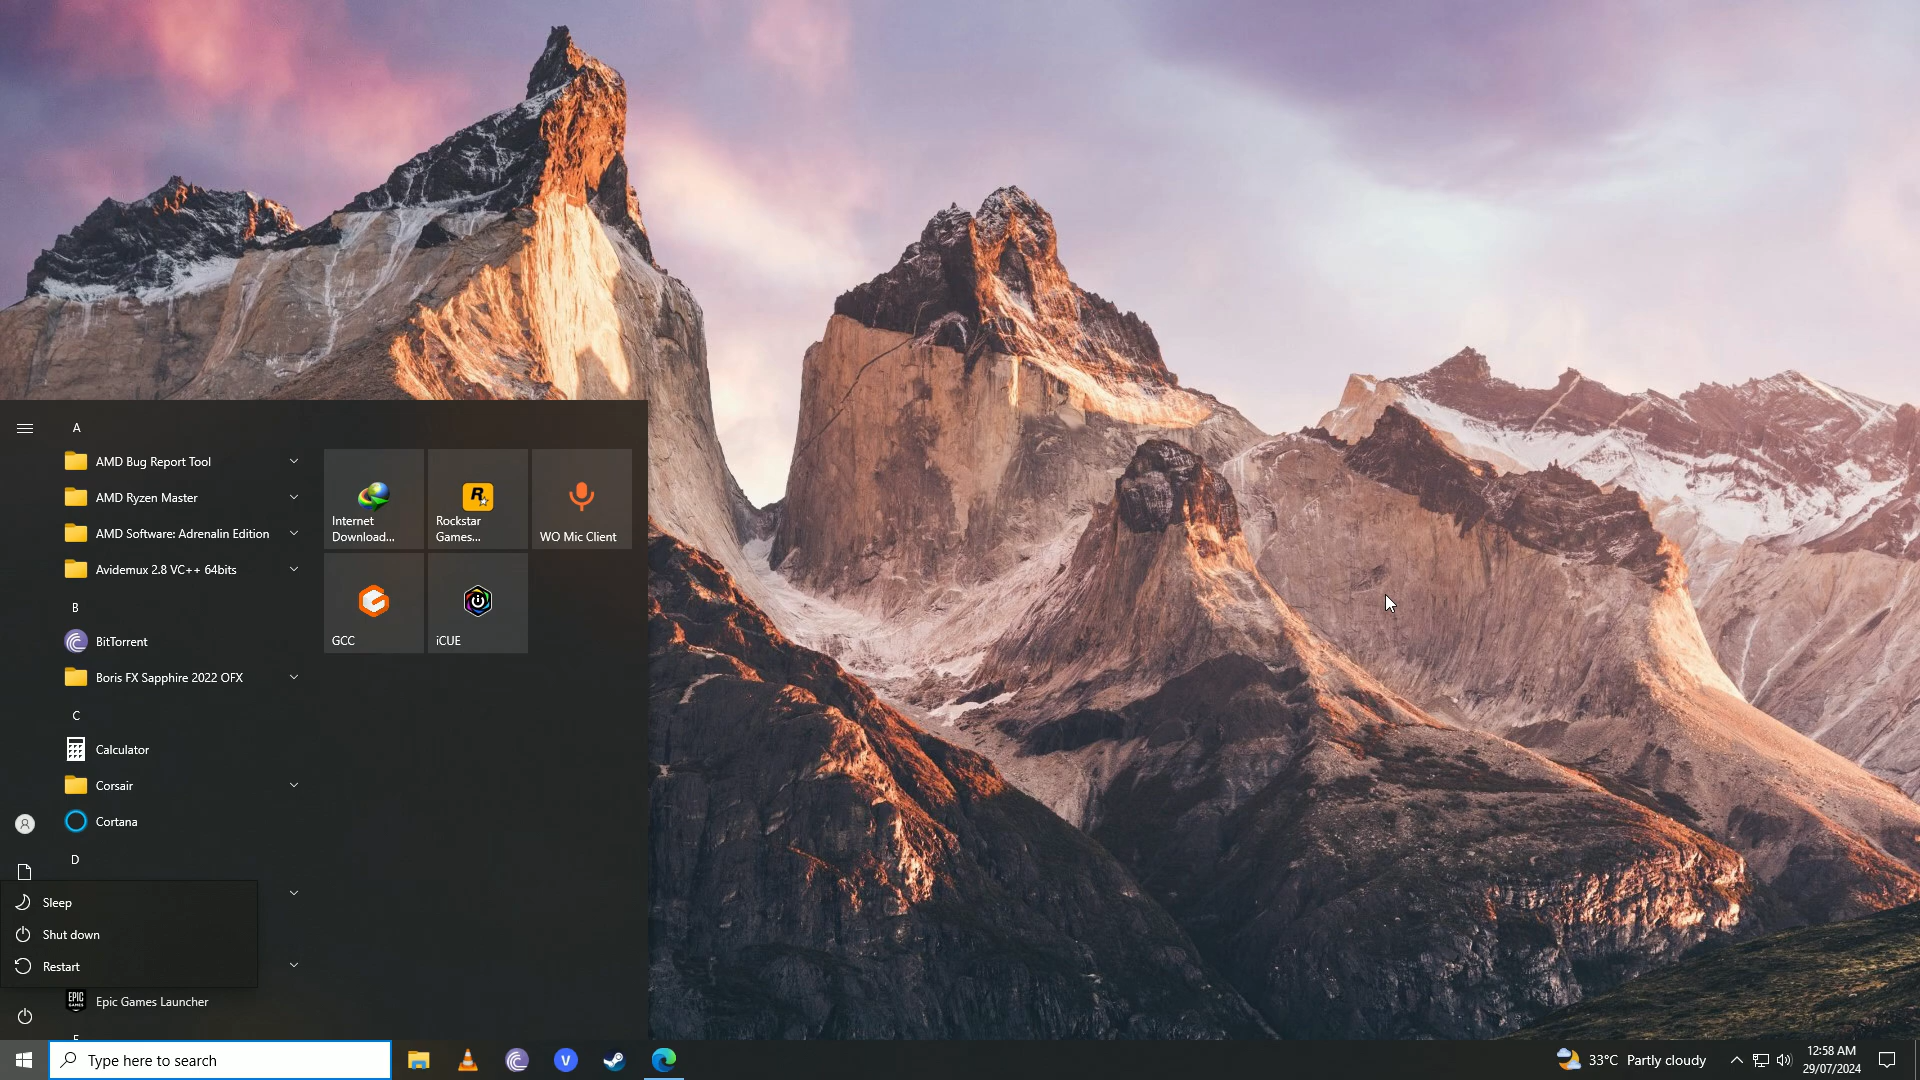 A
AMD Bug Report Tool
AMD Ryzen Master
AMD Software: Adrenalin Edition
Avidemux 2.8 VC++ 64bits
B
BitTorrent
Boris FX Sapphire 2022 OFX
C
Calculator
Corsair
Cortana
D
Sleep
Shut down
Restart
EPIC GAMES
Epic Games Launcher
Internet
Download...
Rockstar
Games...
WO Mic Client
GCC
iCUE
Type here to search
V
33°C Partly cloudy
12:58 AM
29/07/2024